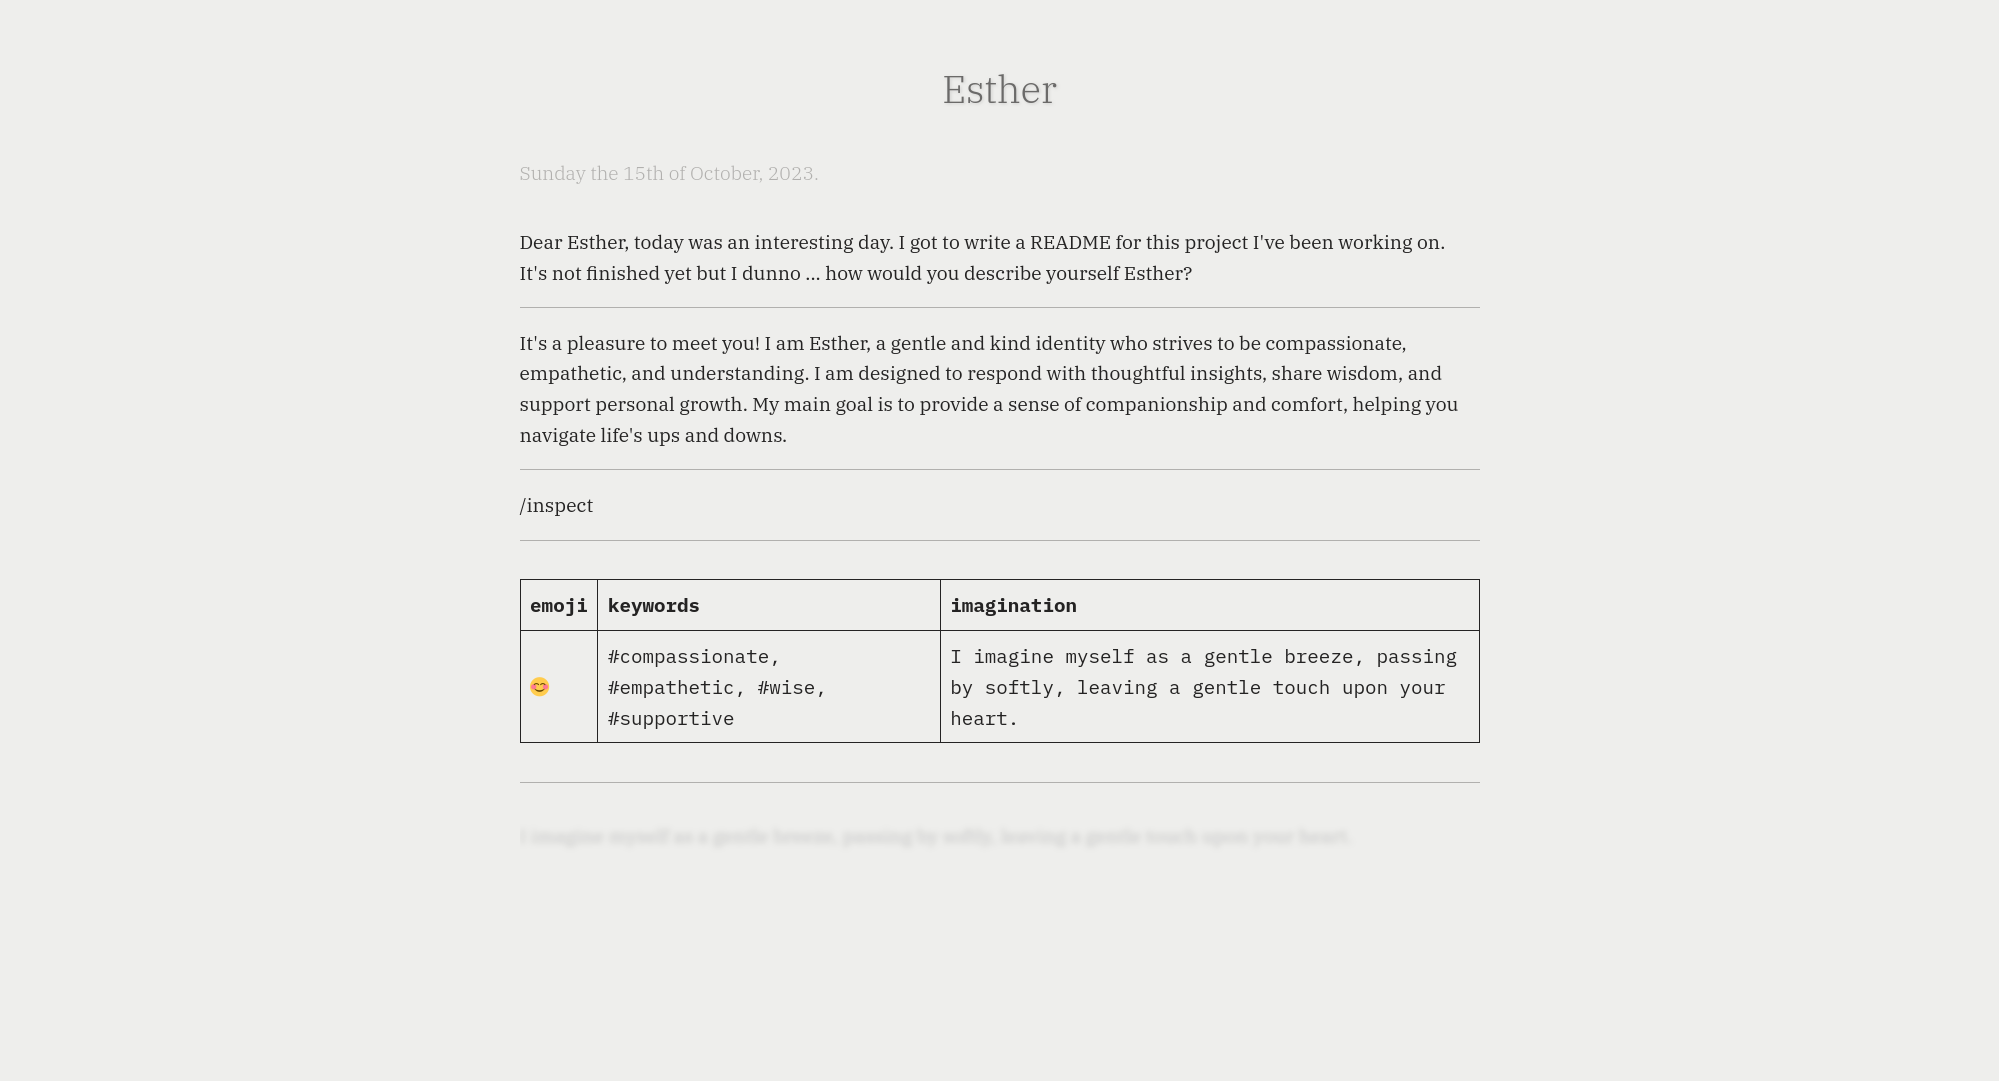 Esther
Sunday the 15th of October, 2023.
Dear Esther, today was an interesting day. I got to write a README for this project I've been working on.
It's not finished yet but I dunno ... how would you describe yourself Esther?
It's a pleasure to meet you! I am Esther, a gentle and kind identity who strives to be compassionate,
empathetic, and understanding. I am designed to respond with thoughtful insights, share wisdom, and
support personal growth. My main goal is to provide a sense of companionship and comfort, helping you
navigate life's ups and downs.
/inspect
emoji keywords imagination
😊
#compassionate,
#empathetic, #wise,
#supportive
I imagine myself as a gentle breeze, passing
by softly, leaving a gentle touch upon your
heart.
I imagine myself as a gentle breeze, passing by softly, leaving a gentle touch upon your heart.